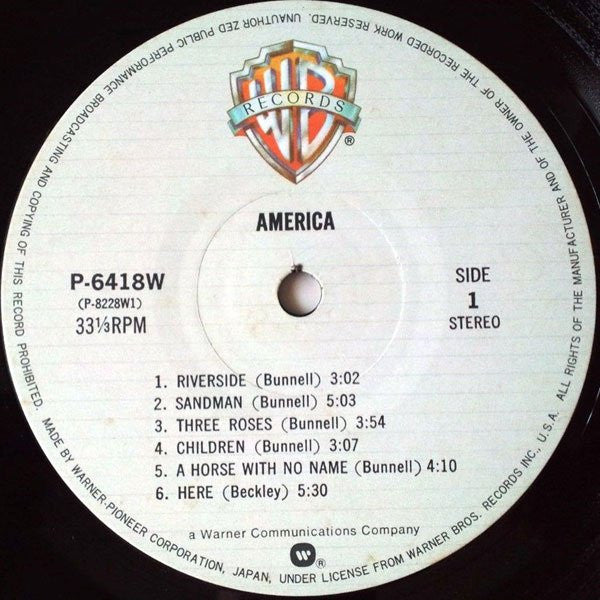 WB
RECORDS
®
AMERICA
P-6418W
(P-8228W1)
33⅓RPM
SIDE
1
STEREO
1. RIVERSIDE (Bunnell) 3:02
2. SANDMAN (Bunnell) 5:03
3. THREE ROSES (Bunnell) 3:54
4. CHILDREN (Bunnell) 3:07
5. A HORSE WITH NO NAME (Bunnell) 4:10
6. HERE (Beckley) 5:30
a Warner Communications Company
®
MADE BY WARNER-PIONEER CORPORATION, JAPAN, UNDER LICENSE FROM WARNER BROS. RECORDS INC., U.S.A. ALL RIGHTS OF THE MANUFACTURER AND OF THE OWNER OF THE RECORDED WORK RESERVED. UNAUTHORIZED PUBLIC PERFORMANCE BROADCASTING AND COPYING OF THIS RECORD PROHIBITED.